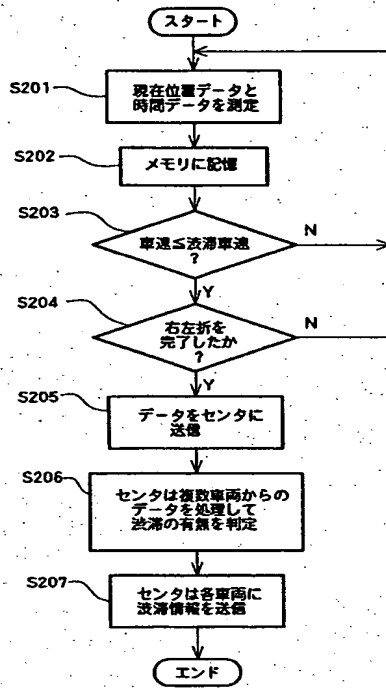 スタート
S201
現在位置データと
時間データを測定
S202
メモリに記憶
S203
車速≦渋滞車速
?
N
Y
S204
右左折を
完了したか
?
N
Y
S205
データをセンタに
送信
S206
センタは複数車両からの
データを処理して
渋滞の有無を判定
S207
センタは各車両に
渋滞情報を送信
エンド